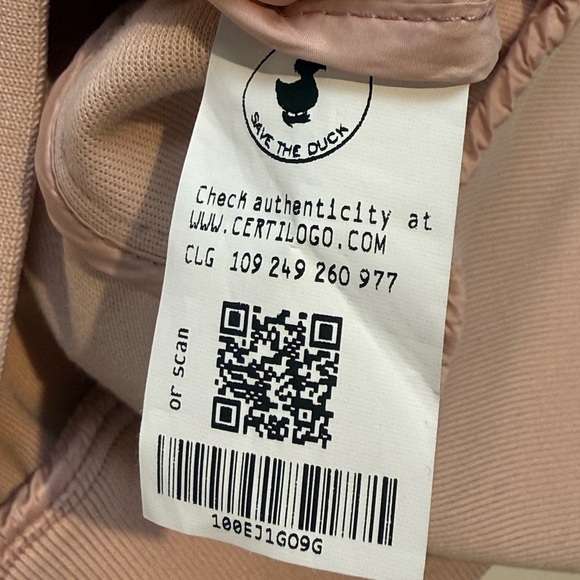 SAVE THE DUCK
Check authenticity at
WWW.CERTILOGO.COM
CLG 109 249 260 977
or scan
100EJ1GO9G